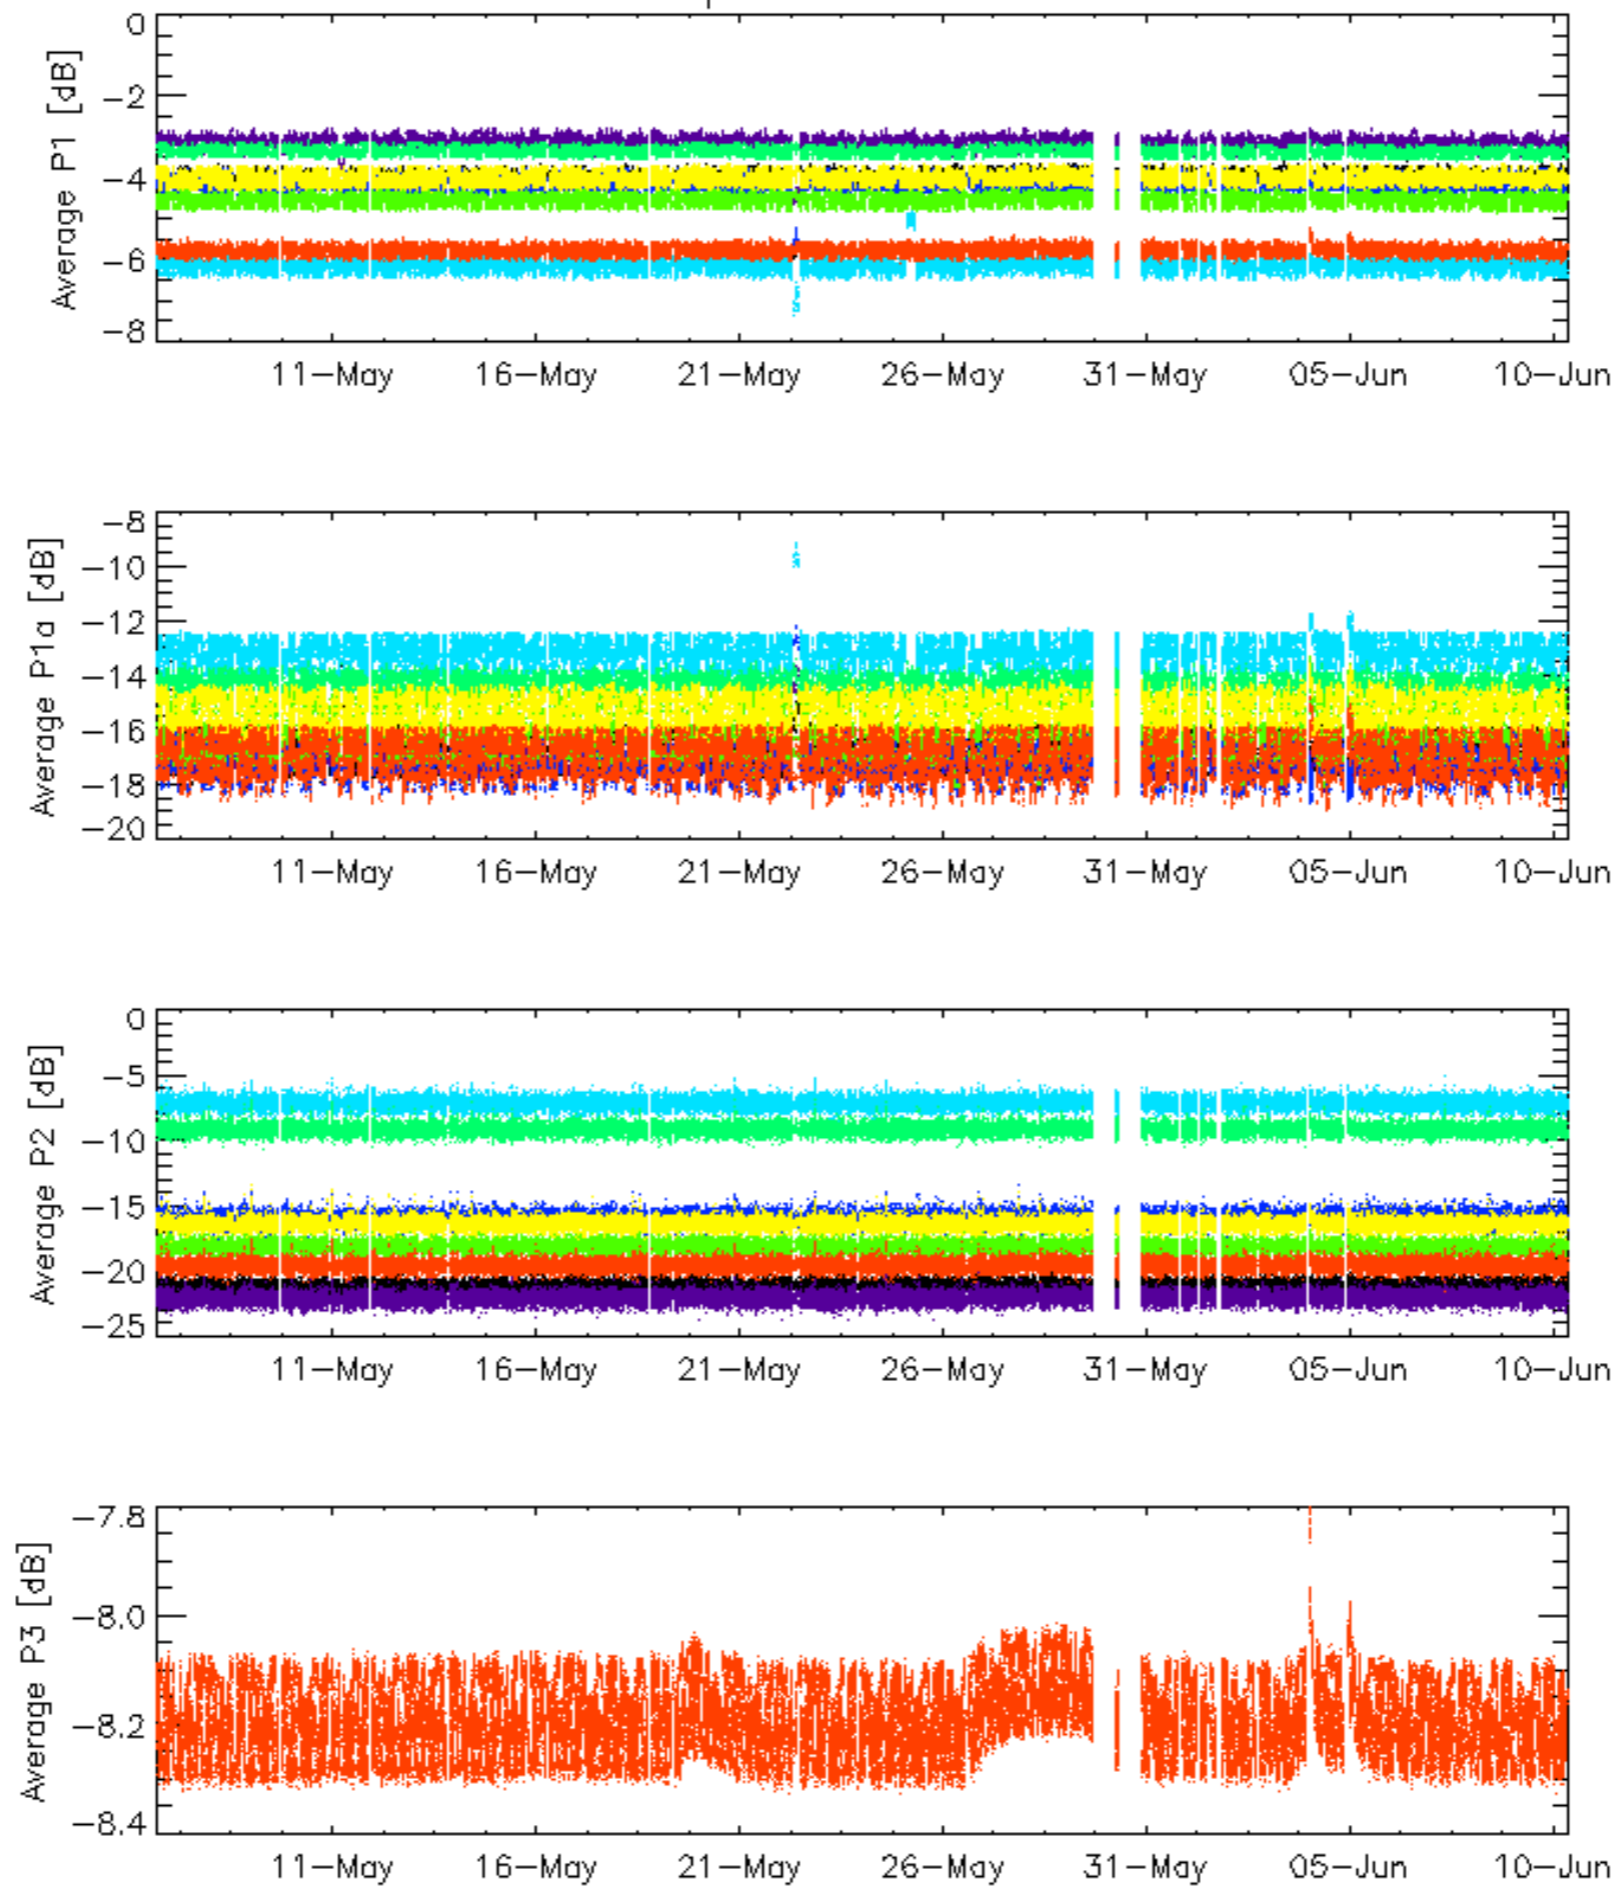 Average P1 [dB]
0
-2
-4
-6
-8
11-May 16-May 21-May 26-May 31-May 05-Jun 10-Jun
Average P1a [dB]
-8
-10
-12
-14
-16
-18
-20
11-May 16-May 21-May 26-May 31-May 05-Jun 10-Jun
Average P2 [dB]
0
-5
-10
-15
-20
-25
11-May 16-May 21-May 26-May 31-May 05-Jun 10-Jun
Average P3 [dB]
-7.8
-8.0
-8.2
-8.4
11-May 16-May 21-May 26-May 31-May 05-Jun 10-Jun